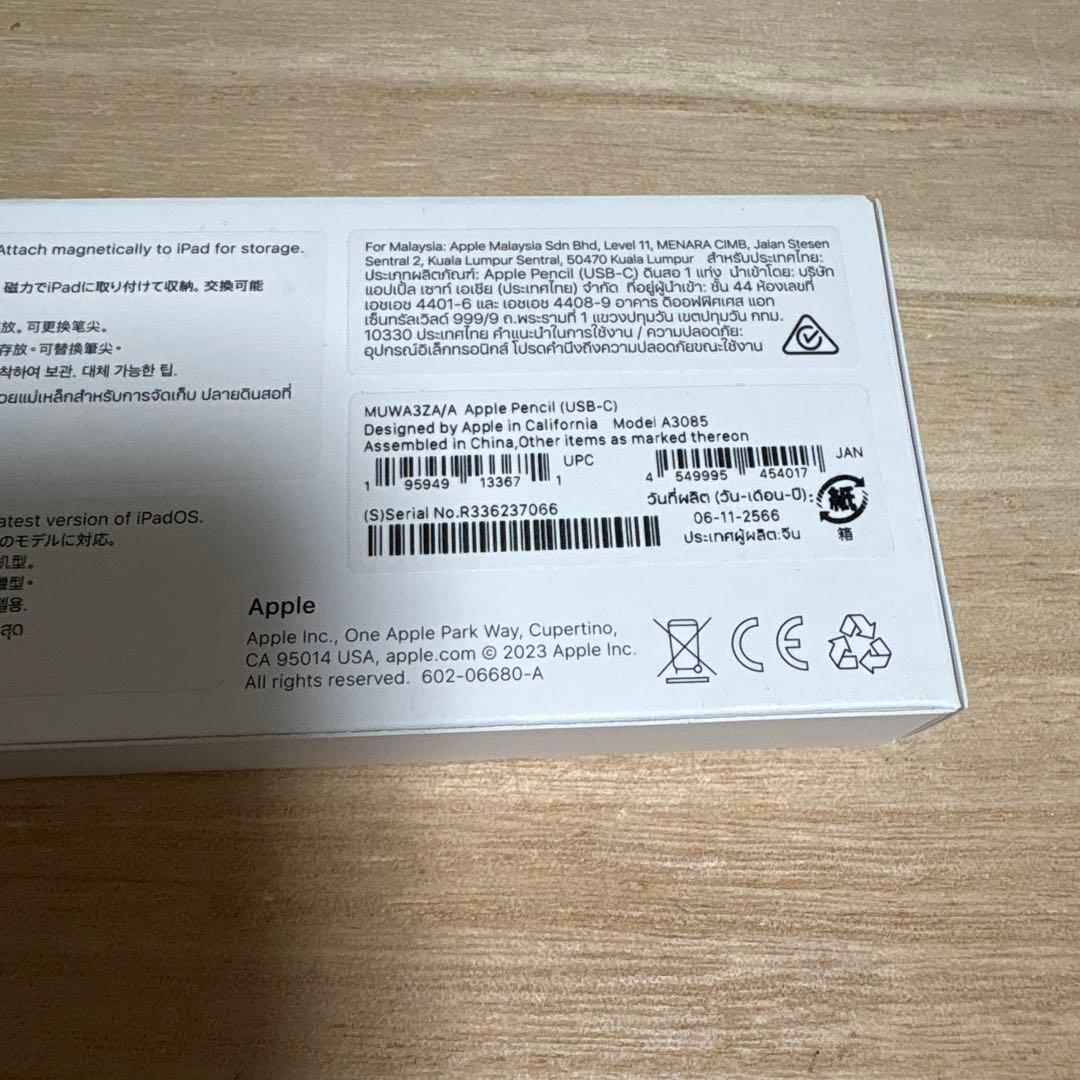 Attach magnetically to iPad for storage.
磁力でiPadに取り付けて収納。交換可能
放。可更换笔尖。
存放。可替換筆尖。
착하여 보관. 대체 가능한 팁.
วยแม่เหล็กสำหรับการจัดเก็บ ปลายดินสอที่
atest version of iPadOS.
のモデルに対応。
机型。
機型。
델용.
สุด
For Malaysia: Apple Malaysia Sdn Bhd, Level 11, MENARA CIMB, Jalan Stesen
Sentral 2, Kuala Lumpur Sentral, 50470 Kuala Lumpur สำหรับประเทศไทย:
ประเภทผลิตภัณฑ์: Apple Pencil (USB-C) ดินสอ 1 แท่ง นำเข้าโดย: บริษัท
แอปเปิ้ล เซาท์ เอเชีย (ประเทศไทย) จำกัด ที่อยู่ผู้นำเข้า: ชั้น 44 ห้องเลขที่
เอชเอช 4401-6 และ เอชเอช 4408-9 อาคาร ดิออฟฟิศเศส แอท
เซ็นทรัลเวิลด์ 999/9 ถ.พระรามที่ 1 แขวงปทุมวัน เขตปทุมวัน กทม.
10330 ประเทศไทย คำแนะนำในการใช้งาน / ความปลอดภัย:
อุปกรณ์อิเล็กทรอนิกส์ โปรดคำนึงถึงความปลอดภัยขณะใช้งาน
MUWA3ZA/A Apple Pencil (USB-C)
Designed by Apple in California Model A3085
Assembled in China,Other items as marked thereon
1 95949 13367 1 UPC
4 549995 454017 JAN
(S)Serial No.R336237066
วันที่ผลิต (วัน-เดือน-ปี):
06-11-2566
ประเทศผู้ผลิต:จีน
紙
箱
Apple
Apple Inc., One Apple Park Way, Cupertino,
CA 95014 USA, apple.com © 2023 Apple Inc.
All rights reserved. 602-06680-A
CE